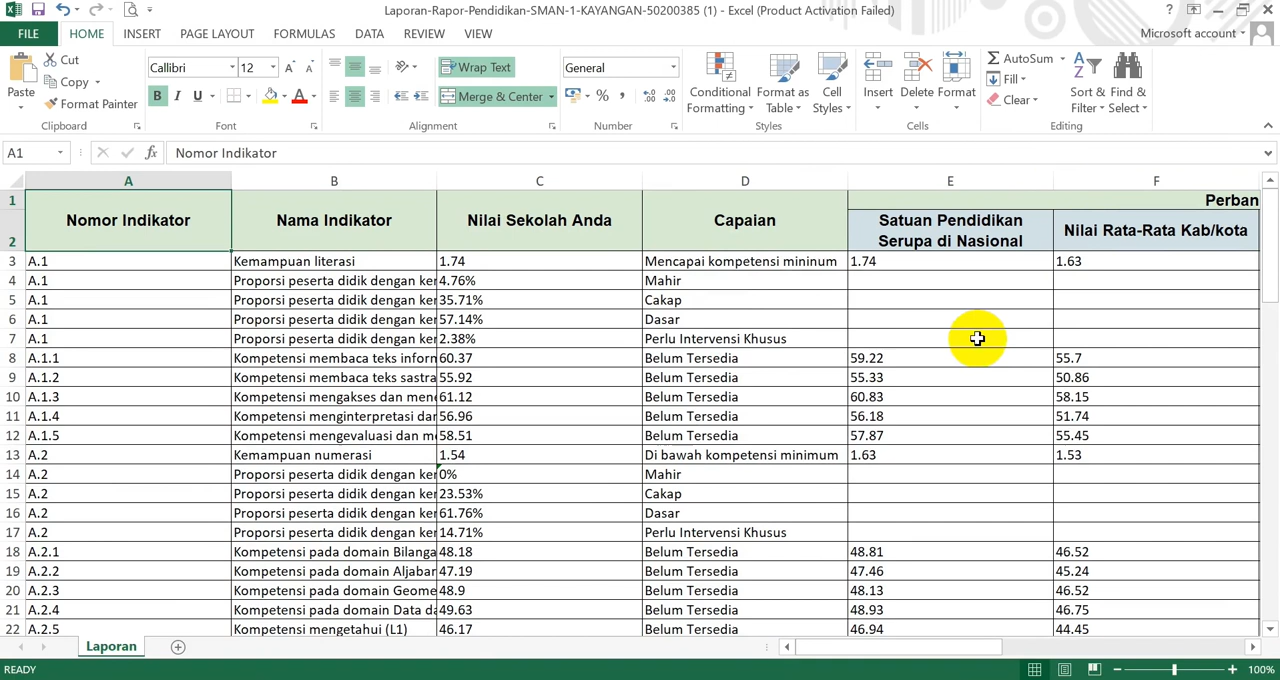 Laporan-Rapor-Pendidikan-SMAN-1-KAYANGAN-50200385 (1) - Excel (Product Activation Failed)
FILE HOME INSERT PAGE LAYOUT FORMULAS DATA REVIEW VIEW Microsoft account
Paste Cut Copy Format Painter
Callibri 12
B I U A
Wrap Text
Merge & Center
General
% ,
Conditional Formatting Format as Table Cell Styles
Insert Delete Format
AutoSum Fill Clear
Sort & Filter Find & Select
Clipboard Font Alignment Number Styles Cells Editing
A1 fx Nomor Indikator
A B C D E F
1 Perban
2 Nomor Indikator Nama Indikator Nilai Sekolah Anda Capaian Satuan Pendidikan Serupa di Nasional Nilai Rata-Rata Kab/kota
3 A.1 Kemampuan literasi 1.74 Mencapai kompetensi mininum 1.74 1.63
4 A.1 Proporsi peserta didik dengan ker 4.76% Mahir
5 A.1 Proporsi peserta didik dengan ker 35.71% Cakap
6 A.1 Proporsi peserta didik dengan ker 57.14% Dasar
7 A.1 Proporsi peserta didik dengan ker 2.38% Perlu Intervensi Khusus
8 A.1.1 Kompetensi membaca teks inforn 60.37 Belum Tersedia 59.22 55.7
9 A.1.2 Kompetensi membaca teks sastra 55.92 Belum Tersedia 55.33 50.86
10 A.1.3 Kompetensi mengakses dan mene 61.12 Belum Tersedia 60.83 58.15
11 A.1.4 Kompetensi menginterpretasi dar 56.96 Belum Tersedia 56.18 51.74
12 A.1.5 Kompetensi mengevaluasi dan me 58.51 Belum Tersedia 57.87 55.45
13 A.2 Kemampuan numerasi 1.54 Di bawah kompetensi minimum 1.63 1.53
14 A.2 Proporsi peserta didik dengan ker 0% Mahir
15 A.2 Proporsi peserta didik dengan ker 23.53% Cakap
16 A.2 Proporsi peserta didik dengan ker 61.76% Dasar
17 A.2 Proporsi peserta didik dengan ker 14.71% Perlu Intervensi Khusus
18 A.2.1 Kompetensi pada domain Bilanga 48.18 Belum Tersedia 48.81 46.52
19 A.2.2 Kompetensi pada domain Aljabar 47.19 Belum Tersedia 47.46 45.24
20 A.2.3 Kompetensi pada domain Geome 48.9 Belum Tersedia 48.13 46.52
21 A.2.4 Kompetensi pada domain Data da 49.63 Belum Tersedia 48.93 46.75
22 A.2.5 Kompetensi mengetahui (L1) 46.17 Belum Tersedia 46.94 44.45
Laporan
READY 100%